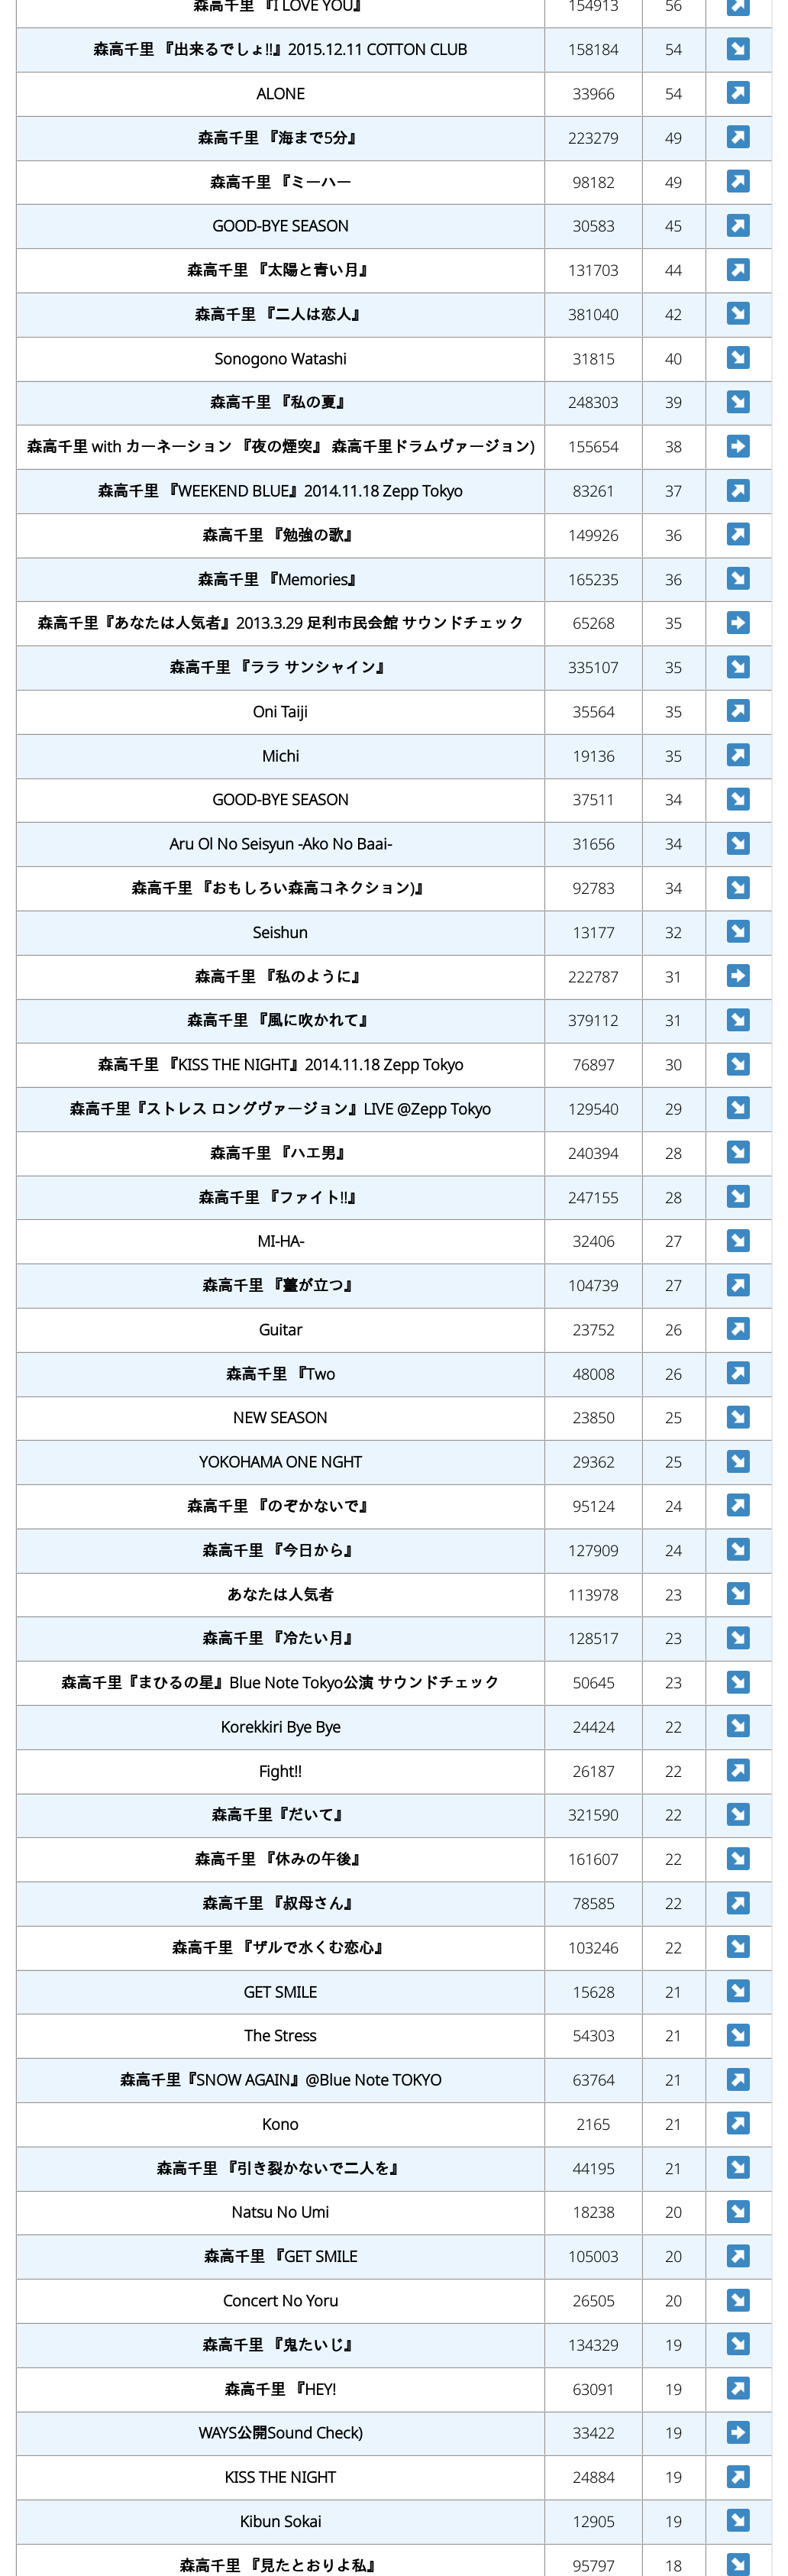 森高千里 『I LOVE YOU』 154913 56
森高千里 『出来るでしょ!!』2015.12.11 COTTON CLUB 158184 54
ALONE 33966 54
森高千里 『海まで5分』 223279 49
森高千里 『ミーハー 98182 49
GOOD-BYE SEASON 30583 45
森高千里 『太陽と青い月』 131703 44
森高千里 『二人は恋人』 381040 42
Sonogono Watashi 31815 40
森高千里 『私の夏』 248303 39
森高千里 with カーネーション 『夜の煙突』 森高千里ドラムヴァージョン) 155654 38
森高千里 『WEEKEND BLUE』2014.11.18 Zepp Tokyo 83261 37
森高千里 『勉強の歌』 149926 36
森高千里 『Memories』 165235 36
森高千里『あなたは人気者』2013.3.29 足利市民会館 サウンドチェック 65268 35
森高千里 『ララ サンシャイン』 335107 35
Oni Taiji 35564 35
Michi 19136 35
GOOD-BYE SEASON 37511 34
Aru Ol No Seisyun -Ako No Baai- 31656 34
森高千里 『おもしろい森高コネクション)』 92783 34
Seishun 13177 32
森高千里 『私のように』 222787 31
森高千里 『風に吹かれて』 379112 31
森高千里 『KISS THE NIGHT』2014.11.18 Zepp Tokyo 76897 30
森高千里『ストレス ロングヴァージョン』LIVE @Zepp Tokyo 129540 29
森高千里 『ハエ男』 240394 28
森高千里 『ファイト!!』 247155 28
MI-HA- 32406 27
森高千里 『薹が立つ』 104739 27
Guitar 23752 26
森高千里 『Two 48008 26
NEW SEASON 23850 25
YOKOHAMA ONE NGHT 29362 25
森高千里 『のぞかないで』 95124 24
森高千里 『今日から』 127909 24
あなたは人気者 113978 23
森高千里 『冷たい月』 128517 23
森高千里『まひるの星』Blue Note Tokyo公演 サウンドチェック 50645 23
Korekkiri Bye Bye 24424 22
Fight!! 26187 22
森高千里『だいて』 321590 22
森高千里 『休みの午後』 161607 22
森高千里 『叔母さん』 78585 22
森高千里 『ザルで水くむ恋心』 103246 22
GET SMILE 15628 21
The Stress 54303 21
森高千里『SNOW AGAIN』@Blue Note TOKYO 63764 21
Kono 2165 21
森高千里 『引き裂かないで二人を』 44195 21
Natsu No Umi 18238 20
森高千里 『GET SMILE 105003 20
Concert No Yoru 26505 20
森高千里 『鬼たいじ』 134329 19
森高千里 『HEY! 63091 19
WAYS公開Sound Check) 33422 19
KISS THE NIGHT 24884 19
Kibun Sokai 12905 19
森高千里 『見たとおりよ私』 95797 18